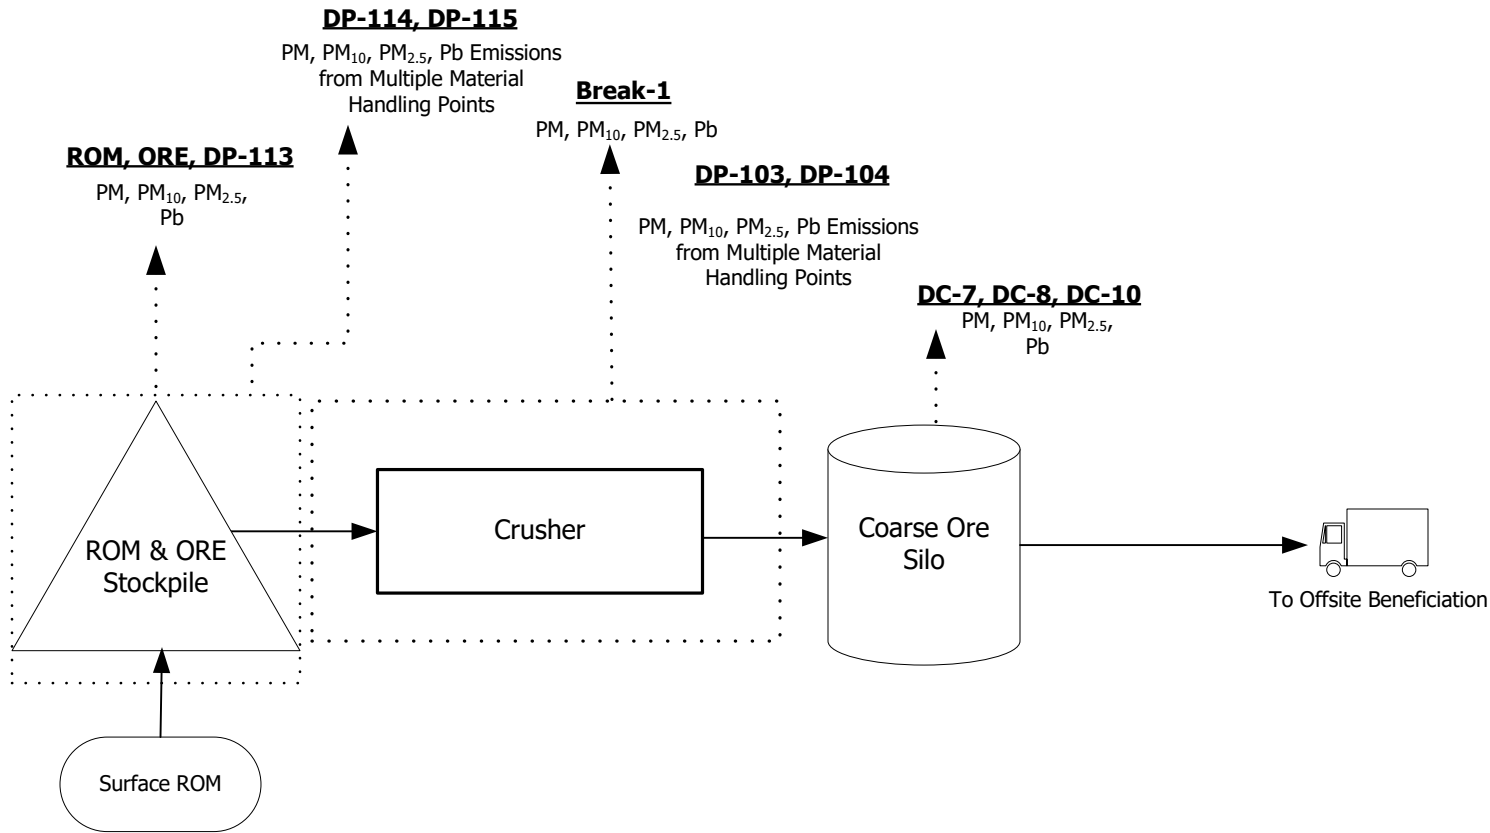 DP-114, DP-115
PM, PM₁₀, PM₂.₅, Pb Emissions
from Multiple Material
Handling Points
Break-1
PM, PM₁₀, PM₂.₅, Pb
ROM, ORE, DP-113
PM, PM₁₀, PM₂.₅,
Pb
DP-103, DP-104
PM, PM₁₀, PM₂.₅, Pb Emissions
from Multiple Material
Handling Points
DC-7, DC-8, DC-10
PM, PM₁₀, PM₂.₅,
Pb
ROM & ORE
Stockpile
Crusher
Coarse Ore
Silo
To Offsite Beneficiation
Surface ROM